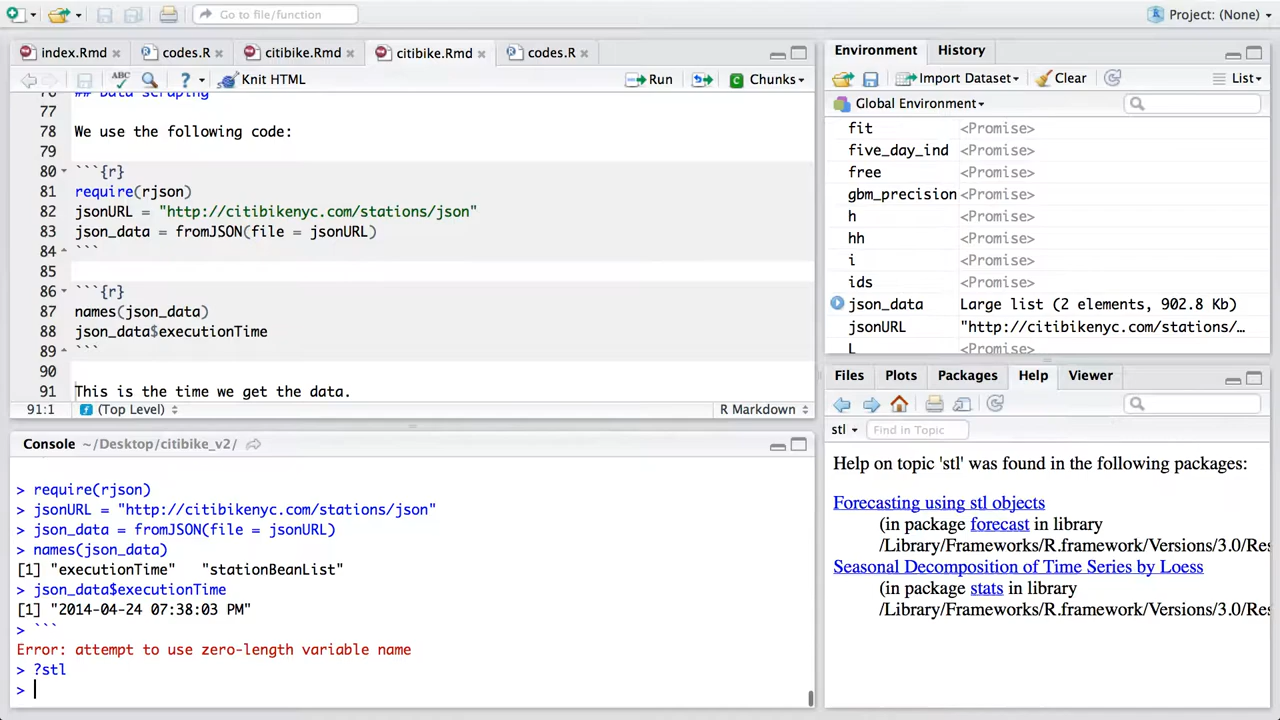 Go to file/function
Project: (None)
index.Rmd
codes.R
citibike.Rmd
citibike.Rmd
codes.R
ABC
?
Knit HTML
Run
Chunks
76 ## Data scraping
77
78 We use the following code:
79
80 ```{r}
81 require(rjson)
82 jsonURL = "http://citibikenyc.com/stations/json"
83 json_data = fromJSON(file = jsonURL)
84 ```
85
86 ```{r}
87 names(json_data)
88 json_data$executionTime
89 ```
90
91 This is the time we get the data.
91:1 (Top Level) R Markdown
Console ~/Desktop/citibike_v2/
> require(rjson)
> jsonURL = "http://citibikenyc.com/stations/json"
> json_data = fromJSON(file = jsonURL)
> names(json_data)
[1] "executionTime" "stationBeanList"
> json_data$executionTime
[1] "2014-04-24 07:38:03 PM"
> ```
Error: attempt to use zero-length variable name
> ?stl
>
Environment History
Import Dataset Clear List
Global Environment
fit <Promise>
five_day_ind <Promise>
free <Promise>
gbm_precision <Promise>
h <Promise>
hh <Promise>
i <Promise>
ids <Promise>
json_data Large list (2 elements, 902.8 Kb)
jsonURL "http://citibikenyc.com/stations/…
L <Promise>
Files Plots Packages Help Viewer
stl Find in Topic
Help on topic 'stl' was found in the following packages:
Forecasting using stl objects
(in package forecast in library
/Library/Frameworks/R.framework/Versions/3.0/Res
Seasonal Decomposition of Time Series by Loess
(in package stats in library
/Library/Frameworks/R.framework/Versions/3.0/Res